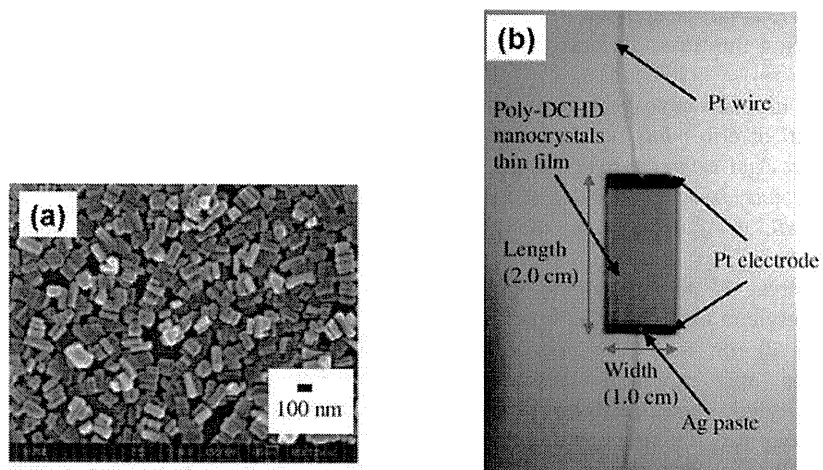 (a)
100 nm
(b)
Pt wire
Poly-DCHD
nanocrystals
thin film
Length
(2.0 cm)
Pt electrode
Width
(1.0 cm)
Ag paste